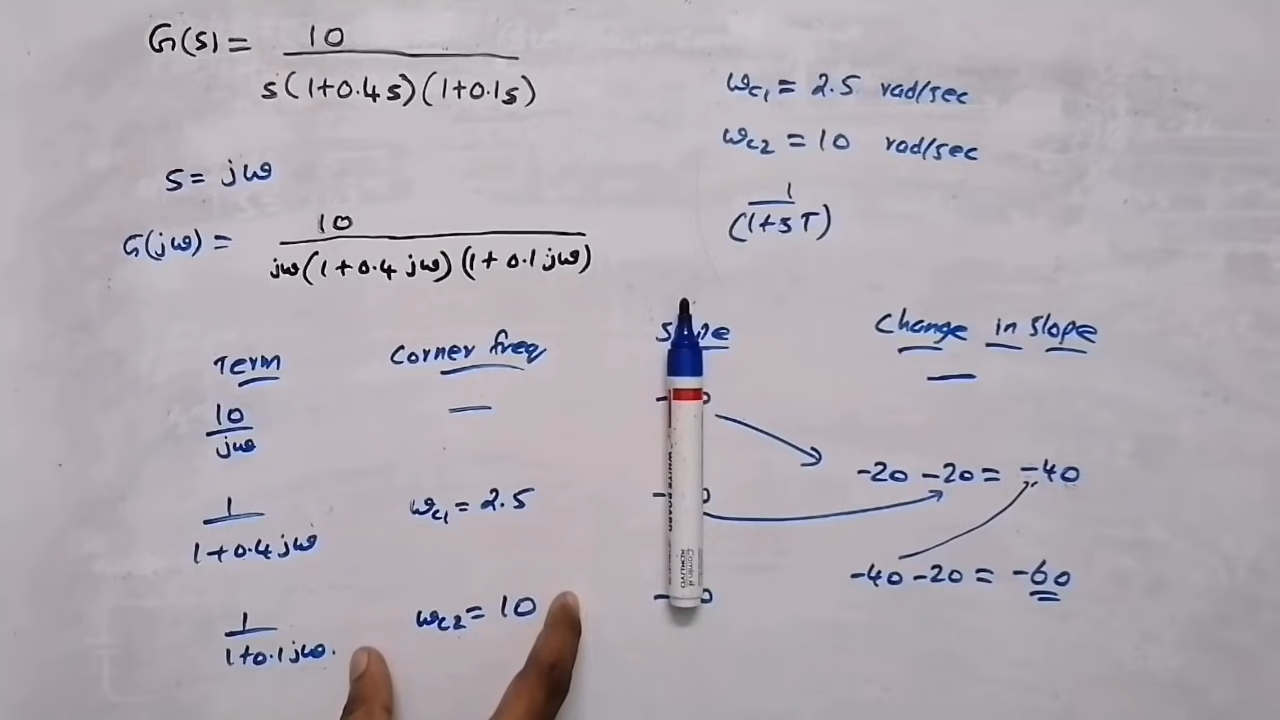 G(s) = 10 / s(1+0.4s)(1+0.1s)
ωc1 = 2.5 rad/sec
ωc2 = 10 rad/sec
s = jω
1 / (1+sT)
G(jω) = 10 / jω(1+0.4jω)(1+0.1jω)
Term Corner freq Change in slope
10 / jω — —
1 / 1+0.4jω ωc1 = 2.5 -20 -20 = -40
1 / 1+0.1jω. ωc2 = 10 -40 -20 = -60
KOKUYO